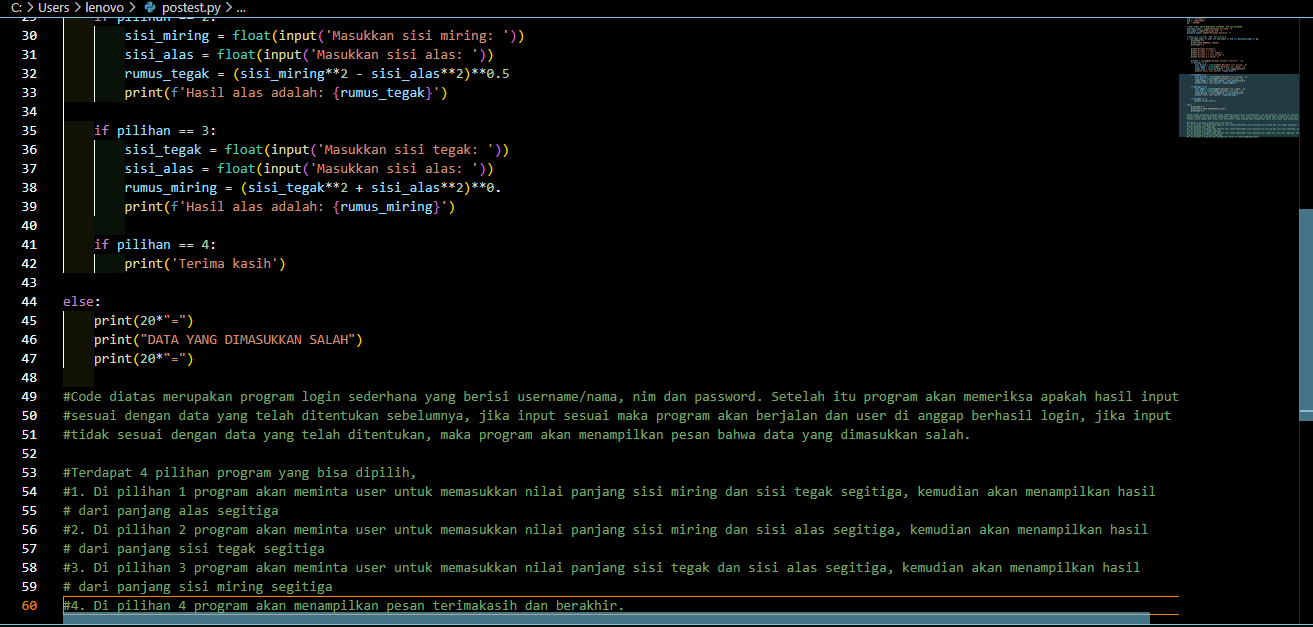 C: > Users > lenovo > postest.py > ...
29 if pilihan == 2:
30 sisi_miring = float(input('Masukkan sisi miring: '))
31 sisi_alas = float(input('Masukkan sisi alas: '))
32 rumus_tegak = (sisi_miring**2 - sisi_alas**2)**0.5
33 print(f'Hasil alas adalah: {rumus_tegak}')
34
35 if pilihan == 3:
36 sisi_tegak = float(input('Masukkan sisi tegak: '))
37 sisi_alas = float(input('Masukkan sisi alas: '))
38 rumus_miring = (sisi_tegak**2 + sisi_alas**2)**0.
39 print(f'Hasil alas adalah: {rumus_miring}')
40
41 if pilihan == 4:
42 print('Terima kasih')
43
44 else:
45 print(20*"=")
46 print("DATA YANG DIMASUKKAN SALAH")
47 print(20*"=")
48
49 #Code diatas merupakan program login sederhana yang berisi username/nama, nim dan password. Setelah itu program akan memeriksa apakah hasil input
50 #sesuai dengan data yang telah ditentukan sebelumnya, jika input sesuai maka program akan berjalan dan user di anggap berhasil login, jika input
51 #tidak sesuai dengan data yang telah ditentukan, maka program akan menampilkan pesan bahwa data yang dimasukkan salah.
52
53 #Terdapat 4 pilihan program yang bisa dipilih,
54 #1. Di pilihan 1 program akan meminta user untuk memasukkan nilai panjang sisi miring dan sisi tegak segitiga, kemudian akan menampilkan hasil
55 # dari panjang alas segitiga
56 #2. Di pilihan 2 program akan meminta user untuk memasukkan nilai panjang sisi miring dan sisi alas segitiga, kemudian akan menampilkan hasil
57 # dari panjang sisi tegak segitiga
58 #3. Di pilihan 3 program akan meminta user untuk memasukkan nilai panjang sisi tegak dan sisi alas segitiga, kemudian akan menampilkan hasil
59 # dari panjang sisi miring segitiga
60 #4. Di pilihan 4 program akan menampilkan pesan terimakasih dan berakhir.